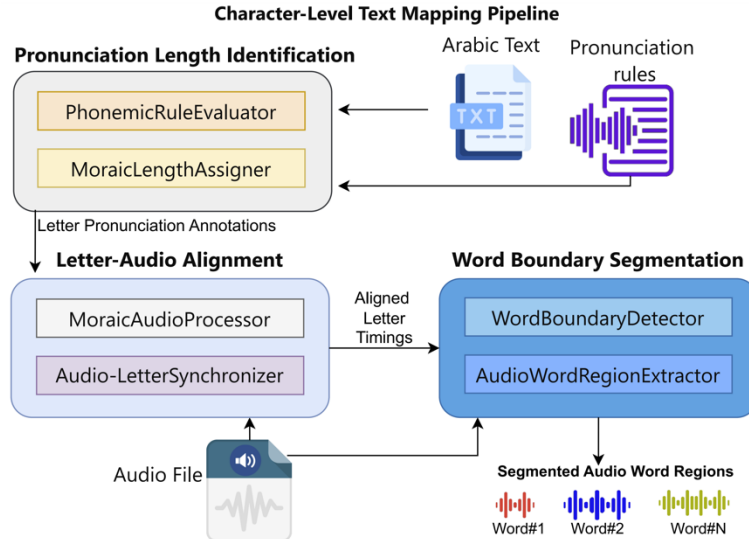 Character-Level Text Mapping Pipeline
Pronunciation Length Identification
Arabic Text
Pronunciation
rules
PhonemicRuleEvaluator
MoraicLengthAssigner
TXT
Letter Pronunciation Annotations
Letter-Audio Alignment
Word Boundary Segmentation
MoraicAudioProcessor
Audio-LetterSynchronizer
Aligned
Letter
Timings
WordBoundaryDetector
AudioWordRegionExtractor
Audio File
Segmented Audio Word Regions
Word#1
Word#2
Word#N